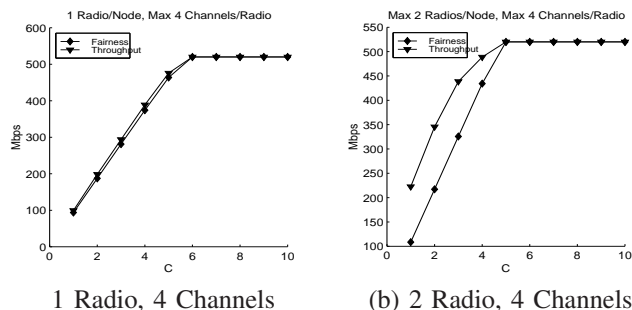 1 Radio/Node, Max 4 Channels/Radio
600
500
400
300
200
100
0
Mbps
Fairness
Throughput
0 2 4 6 8 10
C
1 Radio, 4 Channels
Max 2 Radios/Node, Max 4 Channels/Radio
550
500
450
400
350
300
250
200
150
100
Mbps
Fairness
Throughput
0 2 4 6 8 10
C
(b) 2 Radio, 4 Channels